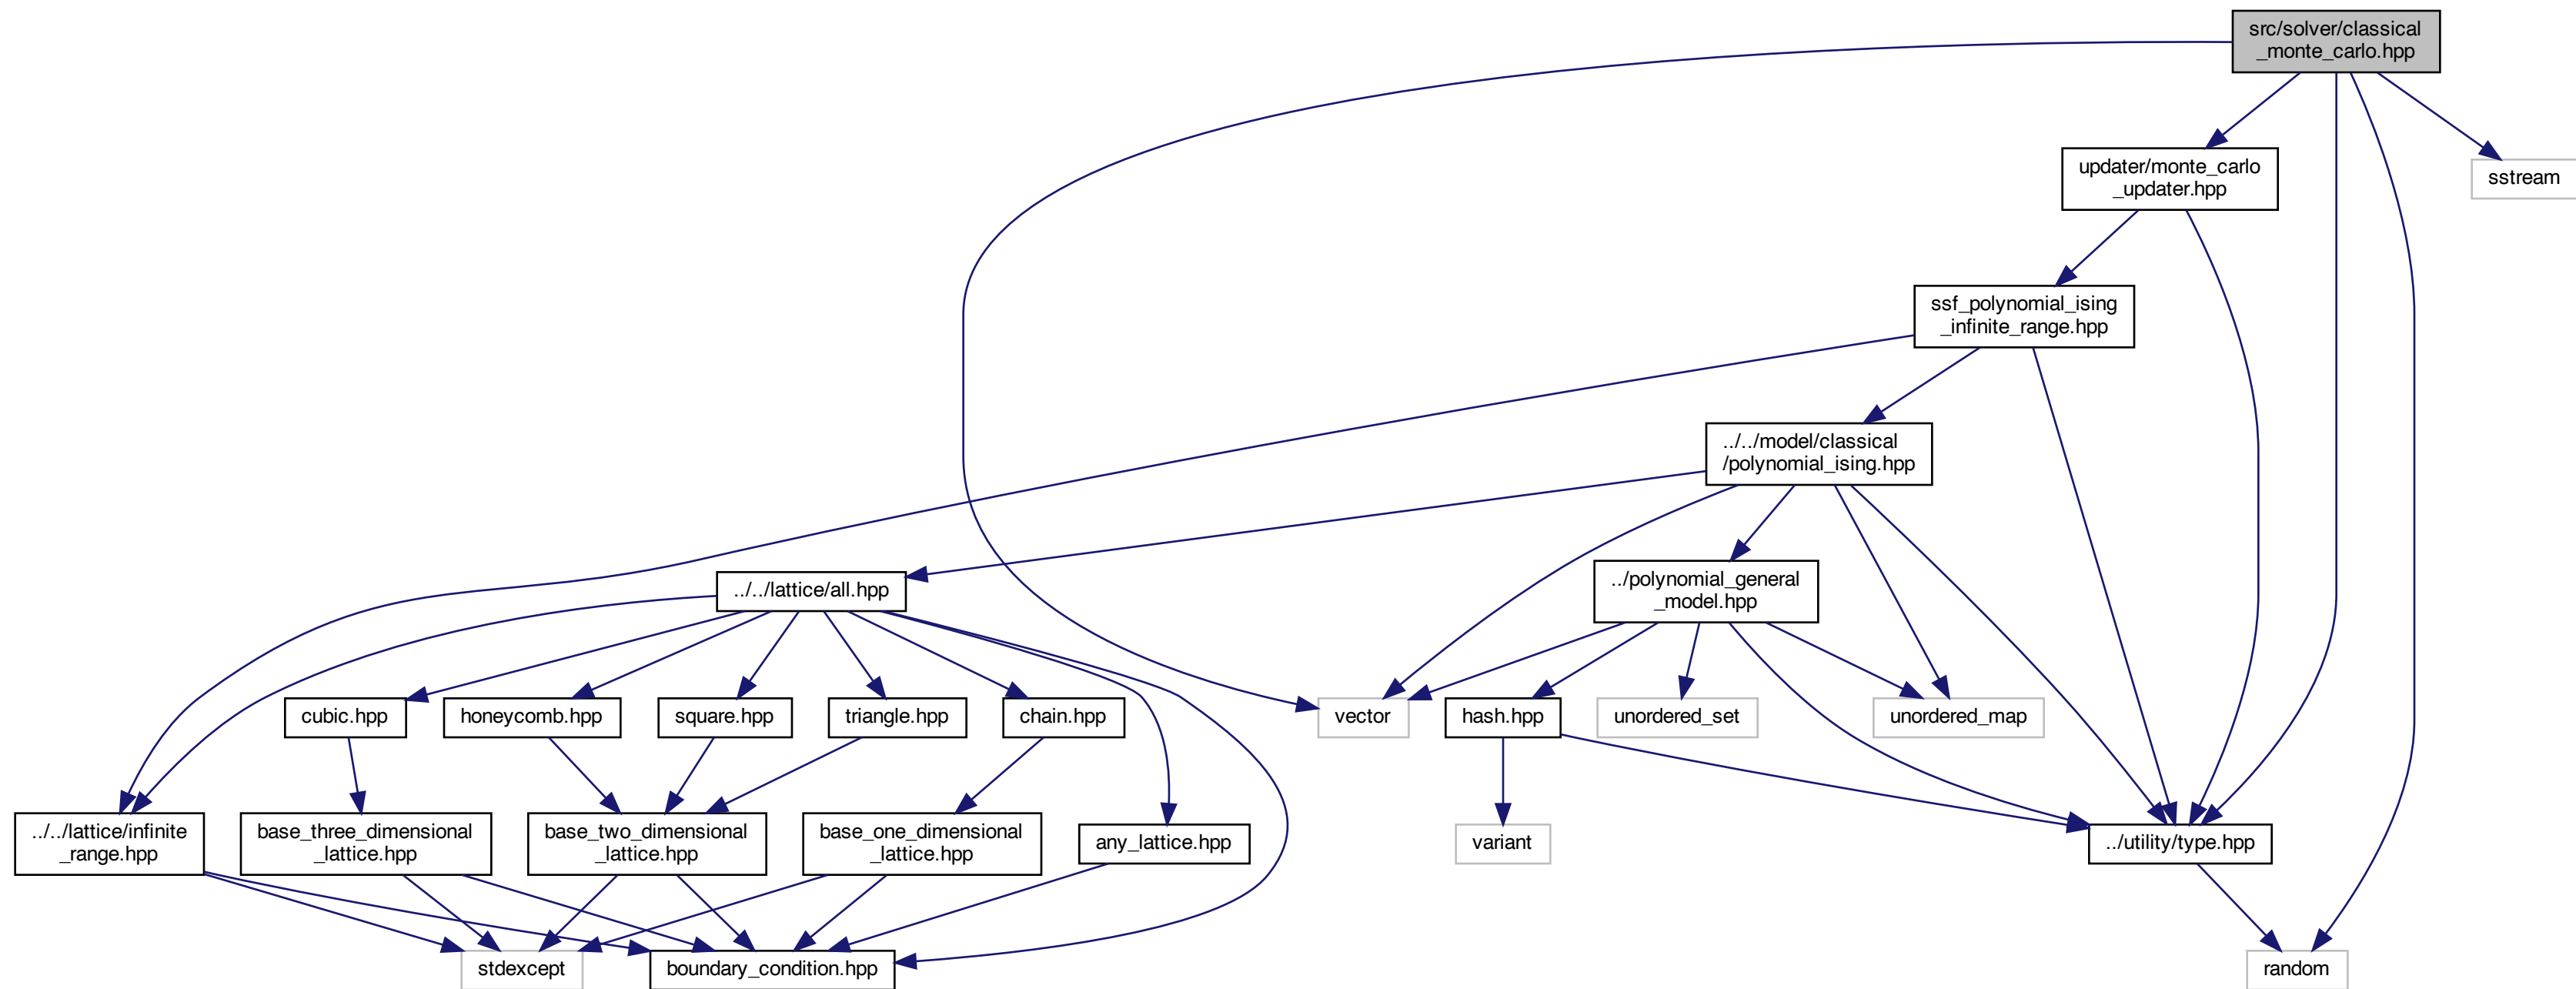 src/solver/classical
_monte_carlo.hpp
updater/monte_carlo
_updater.hpp
sstream
ssf_polynomial_ising
_infinite_range.hpp
../../model/classical
/polynomial_ising.hpp
../../lattice/all.hpp
../polynomial_general
_model.hpp
cubic.hpp
honeycomb.hpp
square.hpp
triangle.hpp
chain.hpp
vector
hash.hpp
unordered_set
unordered_map
../../lattice/infinite
_range.hpp
base_three_dimensional
_lattice.hpp
base_two_dimensional
_lattice.hpp
base_one_dimensional
_lattice.hpp
any_lattice.hpp
variant
../utility/type.hpp
stdexcept
boundary_condition.hpp
random